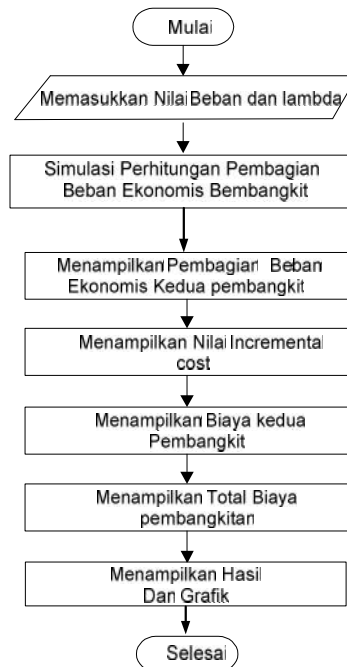 Mulai
Memasukkan Nilai Beban dan lambda
Simulasi Perhitungan Pembagian
Beban Ekonomis Bembangkit
Menampilkan Pembagian Beban
Ekonomis Kedua pembangkit
Menampilkan Nilai Incremental
cost
Menampilkan Biaya kedua
Pembangkit
Menampilkan Total Biaya
pembangkitan
Menampilkan Hasil
Dan Grafik
Selesai